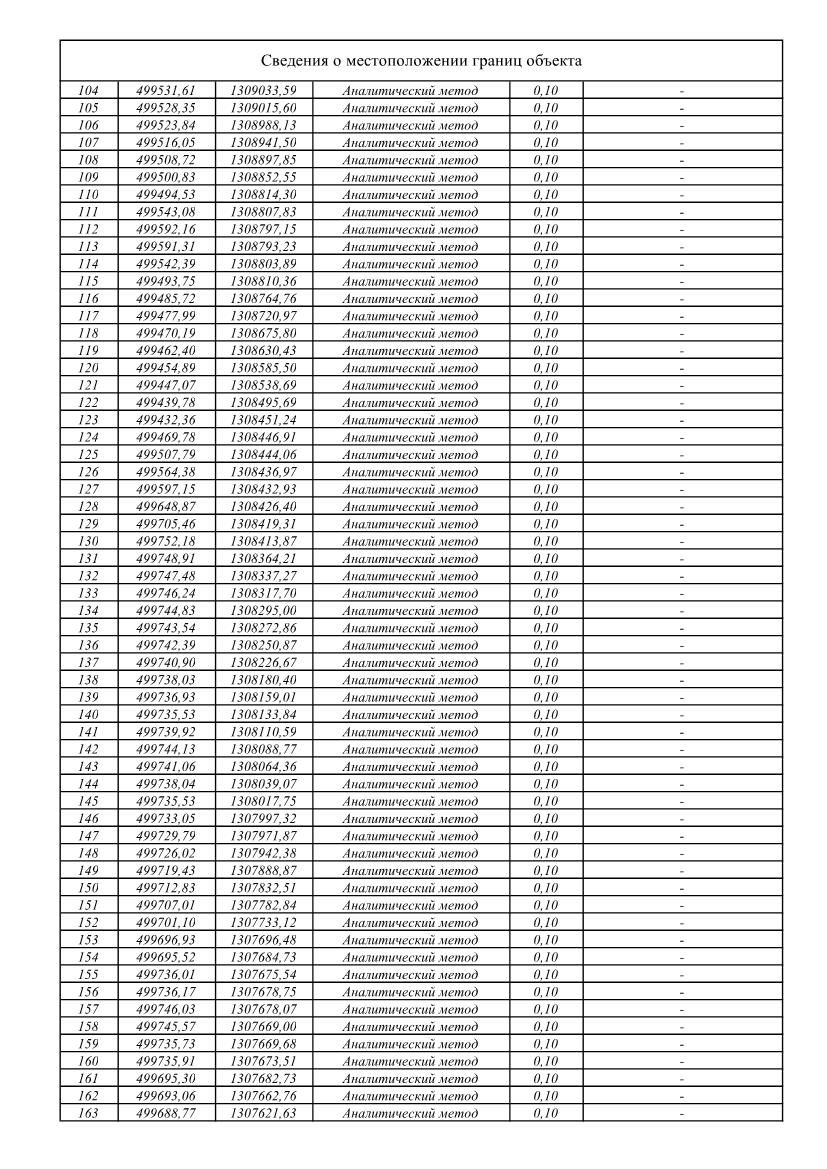 Сведения о местоположении границ объекта
104 499531,61 1309033,59 Аналитический метод 0,10 -
105 499528,35 1309015,60 Аналитический метод 0,10 -
106 499523,84 1308988,13 Аналитический метод 0,10 -
107 499516,05 1308941,50 Аналитический метод 0,10 -
108 499508,72 1308897,85 Аналитический метод 0,10 -
109 499500,83 1308852,55 Аналитический метод 0,10 -
110 499494,53 1308814,30 Аналитический метод 0,10 -
111 499543,08 1308807,83 Аналитический метод 0,10 -
112 499592,16 1308797,15 Аналитический метод 0,10 -
113 499591,31 1308793,23 Аналитический метод 0,10 -
114 499542,39 1308803,89 Аналитический метод 0,10 -
115 499493,75 1308810,36 Аналитический метод 0,10 -
116 499485,72 1308764,76 Аналитический метод 0,10 -
117 499477,99 1308720,97 Аналитический метод 0,10 -
118 499470,19 1308675,80 Аналитический метод 0,10 -
119 499462,40 1308630,43 Аналитический метод 0,10 -
120 499454,89 1308585,50 Аналитический метод 0,10 -
121 499447,07 1308538,69 Аналитический метод 0,10 -
122 499439,78 1308495,69 Аналитический метод 0,10 -
123 499432,36 1308451,24 Аналитический метод 0,10 -
124 499469,78 1308446,91 Аналитический метод 0,10 -
125 499507,79 1308444,06 Аналитический метод 0,10 -
126 499564,38 1308436,97 Аналитический метод 0,10 -
127 499597,15 1308432,93 Аналитический метод 0,10 -
128 499648,87 1308426,40 Аналитический метод 0,10 -
129 499705,46 1308419,31 Аналитический метод 0,10 -
130 499752,18 1308413,87 Аналитический метод 0,10 -
131 499748,91 1308364,21 Аналитический метод 0,10 -
132 499747,48 1308337,27 Аналитический метод 0,10 -
133 499746,24 1308317,70 Аналитический метод 0,10 -
134 499744,83 1308295,00 Аналитический метод 0,10 -
135 499743,54 1308272,86 Аналитический метод 0,10 -
136 499742,39 1308250,87 Аналитический метод 0,10 -
137 499740,90 1308226,67 Аналитический метод 0,10 -
138 499738,03 1308180,40 Аналитический метод 0,10 -
139 499736,93 1308159,01 Аналитический метод 0,10 -
140 499735,53 1308133,84 Аналитический метод 0,10 -
141 499739,92 1308110,59 Аналитический метод 0,10 -
142 499744,13 1308088,77 Аналитический метод 0,10 -
143 499741,06 1308064,36 Аналитический метод 0,10 -
144 499738,04 1308039,07 Аналитический метод 0,10 -
145 499735,53 1308017,75 Аналитический метод 0,10 -
146 499733,05 1307997,32 Аналитический метод 0,10 -
147 499729,79 1307971,87 Аналитический метод 0,10 -
148 499726,02 1307942,38 Аналитический метод 0,10 -
149 499719,43 1307888,87 Аналитический метод 0,10 -
150 499712,83 1307832,51 Аналитический метод 0,10 -
151 499707,01 1307782,84 Аналитический метод 0,10 -
152 499701,10 1307733,12 Аналитический метод 0,10 -
153 499696,93 1307696,48 Аналитический метод 0,10 -
154 499695,52 1307684,73 Аналитический метод 0,10 -
155 499736,01 1307675,54 Аналитический метод 0,10 -
156 499736,17 1307678,75 Аналитический метод 0,10 -
157 499746,03 1307678,07 Аналитический метод 0,10 -
158 499745,57 1307669,00 Аналитический метод 0,10 -
159 499735,73 1307669,68 Аналитический метод 0,10 -
160 499735,91 1307673,51 Аналитический метод 0,10 -
161 499695,30 1307682,73 Аналитический метод 0,10 -
162 499693,06 1307662,76 Аналитический метод 0,10 -
163 499688,77 1307621,63 Аналитический метод 0,10 -